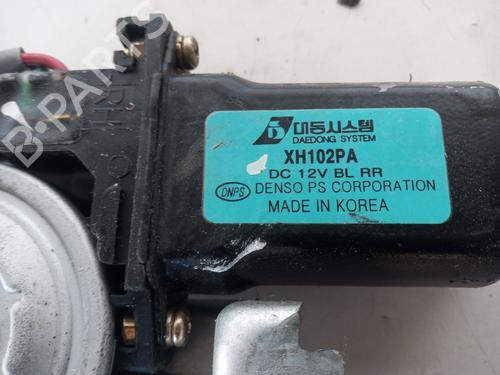 대동시스템
DAEDONG SYSTEM
XH102PA
DC 12V BL RR
DNPS DENSO PS CORPORATION
MADE IN KOREA
RH